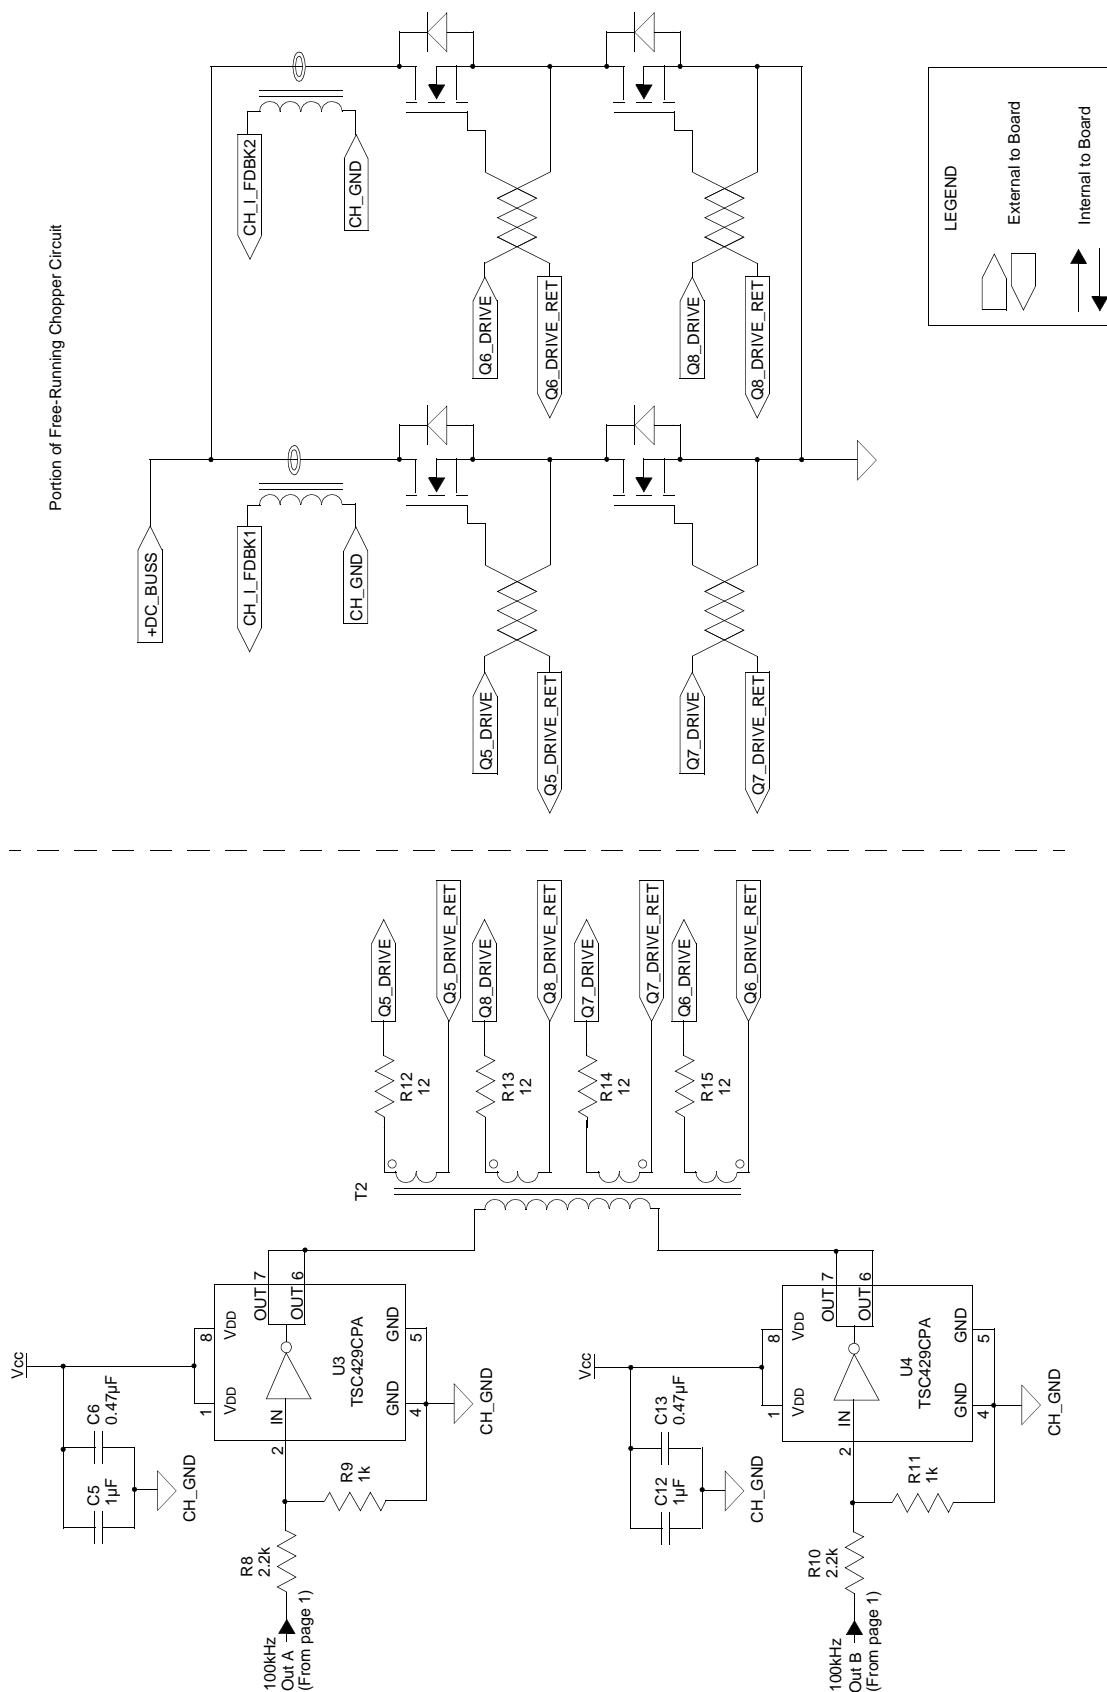 Portion of Free-Running Chopper Circuit
+DC_BUSS
CH_I_FDBK1
CH_GND
CH_I_FDBK2
CH_GND
Q5_DRIVE
Q5_DRIVE_RET
Q6_DRIVE
Q6_DRIVE_RET
Q7_DRIVE
Q7_DRIVE_RET
Q8_DRIVE
Q8_DRIVE_RET
LEGEND
External to Board
Internal to Board
Vcc
C5
1µF
C6
0.47µF
CH_GND
1
8
VDD
VDD
U3
TSC429CPA
IN
2
OUT 7
OUT 6
GND
GND
4
5
CH_GND
R8
2.2k
R9
1k
100kHz
Out A
(From page 1)
T2
R12
12
Q5_DRIVE
Q5_DRIVE_RET
R13
12
Q8_DRIVE
Q8_DRIVE_RET
R14
12
Q7_DRIVE
Q7_DRIVE_RET
R15
12
Q6_DRIVE
Q6_DRIVE_RET
Vcc
C12
1µF
C13
0.47µF
CH_GND
1
8
VDD
VDD
U4
TSC429CPA
IN
2
OUT 7
OUT 6
GND
GND
4
5
CH_GND
R10
2.2k
R11
1k
100kHz
Out B
(From page 1)